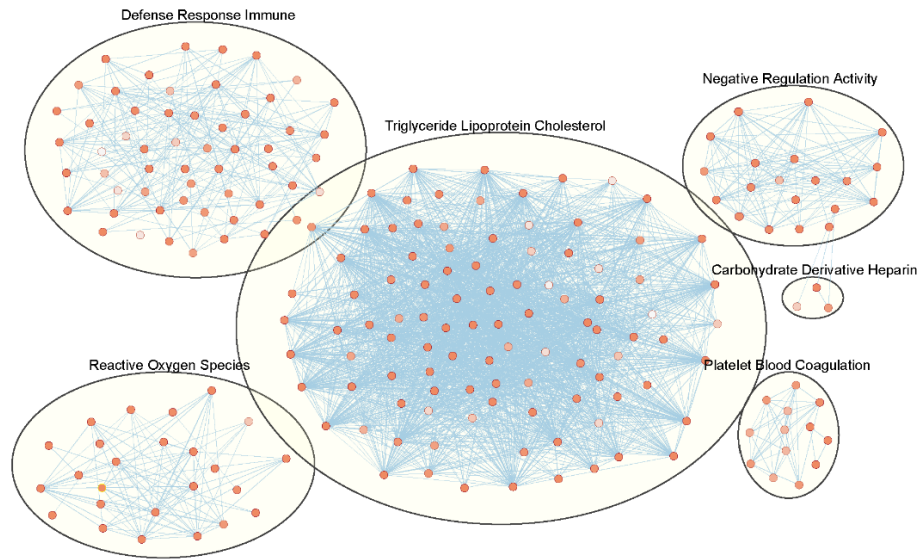 Defense Response Immune
Negative Regulation Activity
Triglyceride Lipoprotein Cholesterol
Carbohydrate Derivative Heparin
Reactive Oxygen Species
Platelet Blood Coagulation